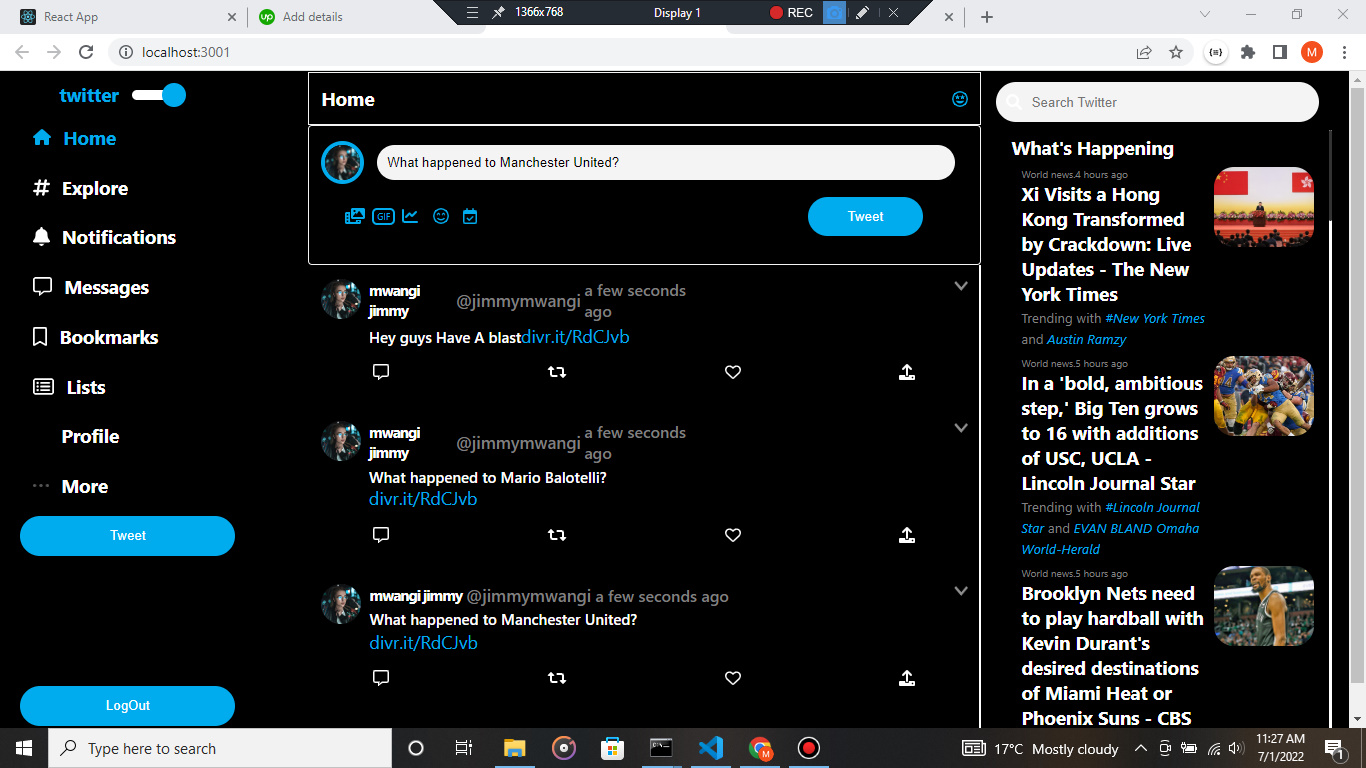 React App
Add details
1366x768
Display 1
REC
localhost:3001
M
twitter
Home
Explore
Notifications
Messages
Bookmarks
Lists
Profile
More
Tweet
LogOut
Home
What happened to Manchester United?
GIF
Tweet
mwangi jimmy @jimmymwangi a few seconds ago
Hey guys Have A blastdivr.it/RdCJvb
mwangi jimmy @jimmymwangi a few seconds ago
What happened to Mario Balotelli?
divr.it/RdCJvb
mwangi jimmy @jimmymwangi a few seconds ago
What happened to Manchester United?
divr.it/RdCJvb
Search Twitter
What's Happening
World news.4 hours ago
Xi Visits a Hong
Kong Transformed
by Crackdown: Live
Updates - The New
York Times
Trending with #New York Times
and Austin Ramzy
World news.5 hours ago
In a 'bold, ambitious
step,' Big Ten grows
to 16 with additions
of USC, UCLA -
Lincoln Journal Star
Trending with #Lincoln Journal
Star and EVAN BLAND Omaha
World-Herald
World news.5 hours ago
Brooklyn Nets need
to play hardball with
Kevin Durant's
desired destinations
of Miami Heat or
Phoenix Suns - CBS
Type here to search
17°C Mostly cloudy
11:27 AM
7/1/2022
1